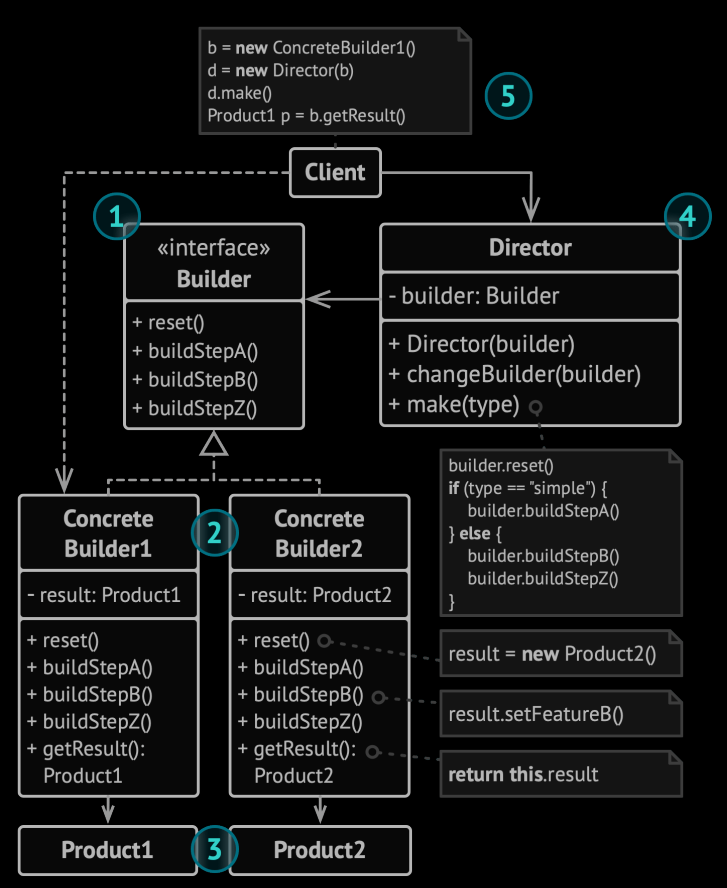 b = new ConcreteBuilder1()
d = new Director(b)
d.make()
Product1 p = b.getResult()
5
Client
1
«interface»
Builder
+ reset()
+ buildStepA()
+ buildStepB()
+ buildStepZ()
4
Director
- builder: Builder
+ Director(builder)
+ changeBuilder(builder)
+ make(type)
builder.reset()
if (type == "simple") {
builder.buildStepA()
} else {
builder.buildStepB()
builder.buildStepZ()
}
2
Concrete
Builder1
- result: Product1
+ reset()
+ buildStepA()
+ buildStepB()
+ buildStepZ()
+ getResult():
Product1
Concrete
Builder2
- result: Product2
+ reset()
+ buildStepA()
+ buildStepB()
+ buildStepZ()
+ getResult():
Product2
result = new Product2()
result.setFeatureB()
return this.result
Product1
3
Product2